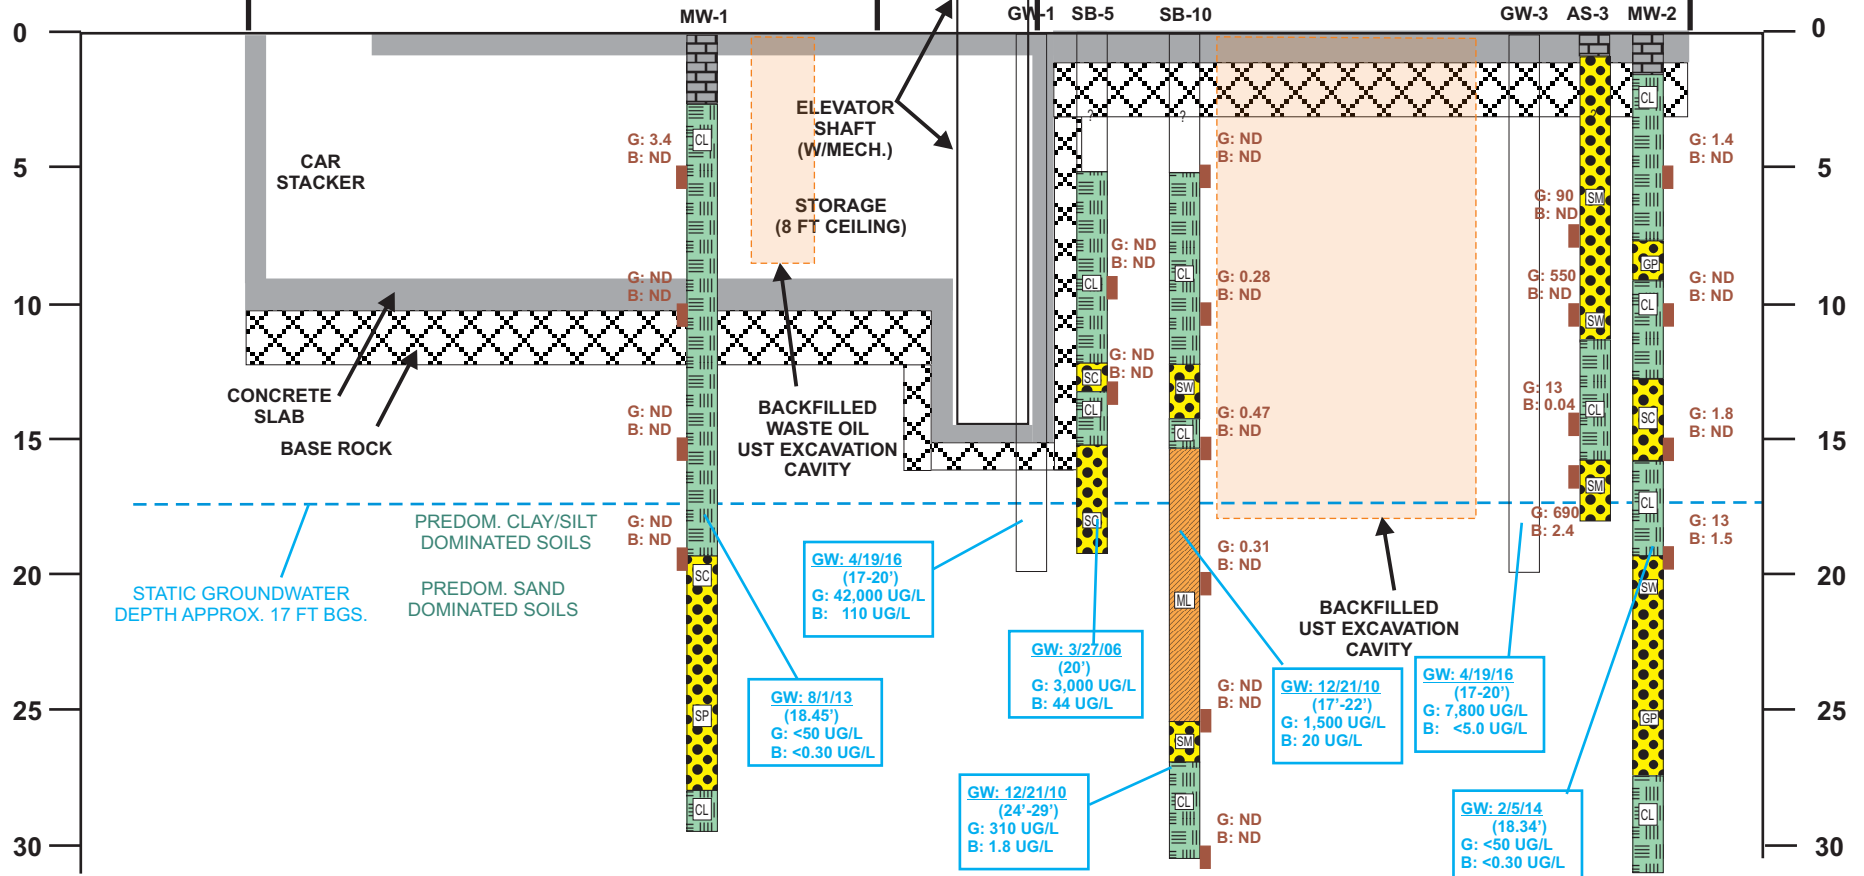 MW-1
GW-1
SB-5
SB-10
GW-3
AS-3
MW-2
0
5
10
15
20
25
30
0
5
10
15
20
25
30
CAR
STACKER
ELEVATOR
SHAFT
(W/MECH.)
STORAGE
(8 FT CEILING)
CONCRETE
SLAB
BASE ROCK
BACKFILLED
WASTE OIL
UST EXCAVATION
CAVITY
PREDOM. CLAY/SILT
DOMINATED SOILS
PREDOM. SAND
DOMINATED SOILS
STATIC GROUNDWATER
DEPTH APPROX. 17 FT BGS.
G: 3.4
B: ND
G: ND
B: ND
G: ND
B: ND
G: ND
B: ND
CL
SC
SP
CL
GW: 8/1/13
(18.45')
G: <50 UG/L
B: <0.30 UG/L
GW: 4/19/16
(17-20')
G: 42,000 UG/L
B: 110 UG/L
?
CL
SC
CL
SC
G: ND
B: ND
G: ND
B: ND
GW: 3/27/06
(20')
G: 3,000 UG/L
B: 44 UG/L
?
CL
SW
CL
ML
SM
CL
G: ND
B: ND
G: 0.28
B: ND
G: 0.47
B: ND
G: 0.31
B: ND
G: ND
B: ND
G: ND
B: ND
GW: 12/21/10
(24'-29')
G: 310 UG/L
B: 1.8 UG/L
GW: 12/21/10
(17'-22')
G: 1,500 UG/L
B: 20 UG/L
BACKFILLED
UST EXCAVATION
CAVITY
GW: 4/19/16
(17-20')
G: 7,800 UG/L
B: <5.0 UG/L
G: 90
B: ND
G: 550
B: ND
G: 13
B: 0.04
G: 690
B: 2.4
SM
SW
CL
SM
CL
GP
CL
SC
CL
SW
GP
CL
G: 1.4
B: ND
G: ND
B: ND
G: 1.8
B: ND
G: 13
B: 1.5
GW: 2/5/14
(18.34')
G: <50 UG/L
B: <0.30 UG/L